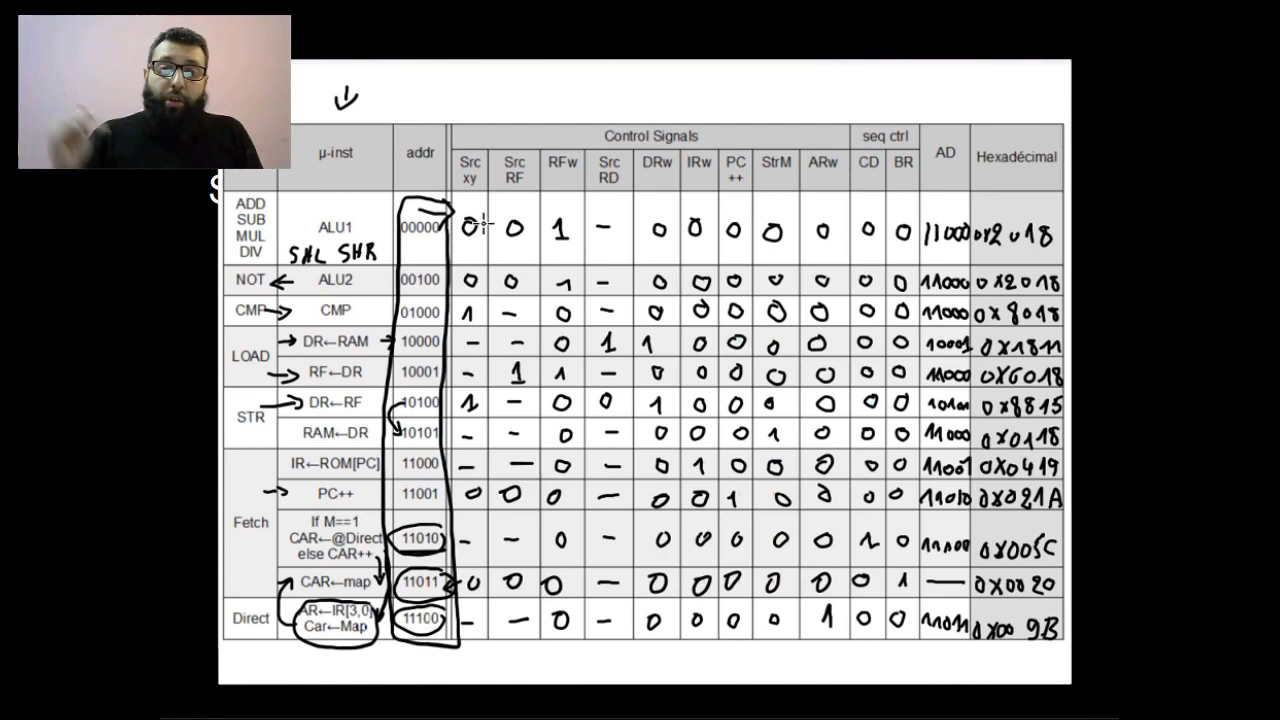 Control Signals seq ctrl
µ-inst addr Src xy Src RF RFw Src RD DRw IRw PC ++ StrM ARw CD BR AD Hexadécimal
ADD SUB MUL DIV ALU1 SHL SHR 00000 0 0 1 - 0 0 0 0 0 0 0 11000 0x2018
NOT ALU2 00100 0 0 1 - 0 0 0 0 0 0 0 11000 0x2018
CMP CMP 01000 1 - 0 - 0 0 0 0 0 0 0 11000 0x8018
LOAD DR←RAM 10000 - - 0 1 1 0 0 0 0 0 0 10001 0x1811
RF←DR 10001 - 1 1 - 0 0 0 0 0 0 0 11000 0x6018
STR DR←RF 10100 1 - 0 0 1 0 0 0 0 0 0 10101 0x8815
RAM←DR 10101 - - 0 - 0 0 0 1 0 0 0 11000 0x0118
Fetch IR←ROM[PC] 11000 - - 0 - 0 1 0 0 0 0 0 11001 0x0419
PC++ 11001 0 0 0 - 0 0 1 0 0 0 0 11010 0x021A
If M==1
CAR←@Direct
else CAR++ 11010 - - 0 - 0 0 0 0 0 1 0 11100 0x005C
CAR←map 11011 0 0 0 - 0 0 0 0 0 0 1 - 0x0020
Direct AR←IR[3,0]
Car←Map 11100 - - 0 - 0 0 0 0 1 0 0 11011 0x009B